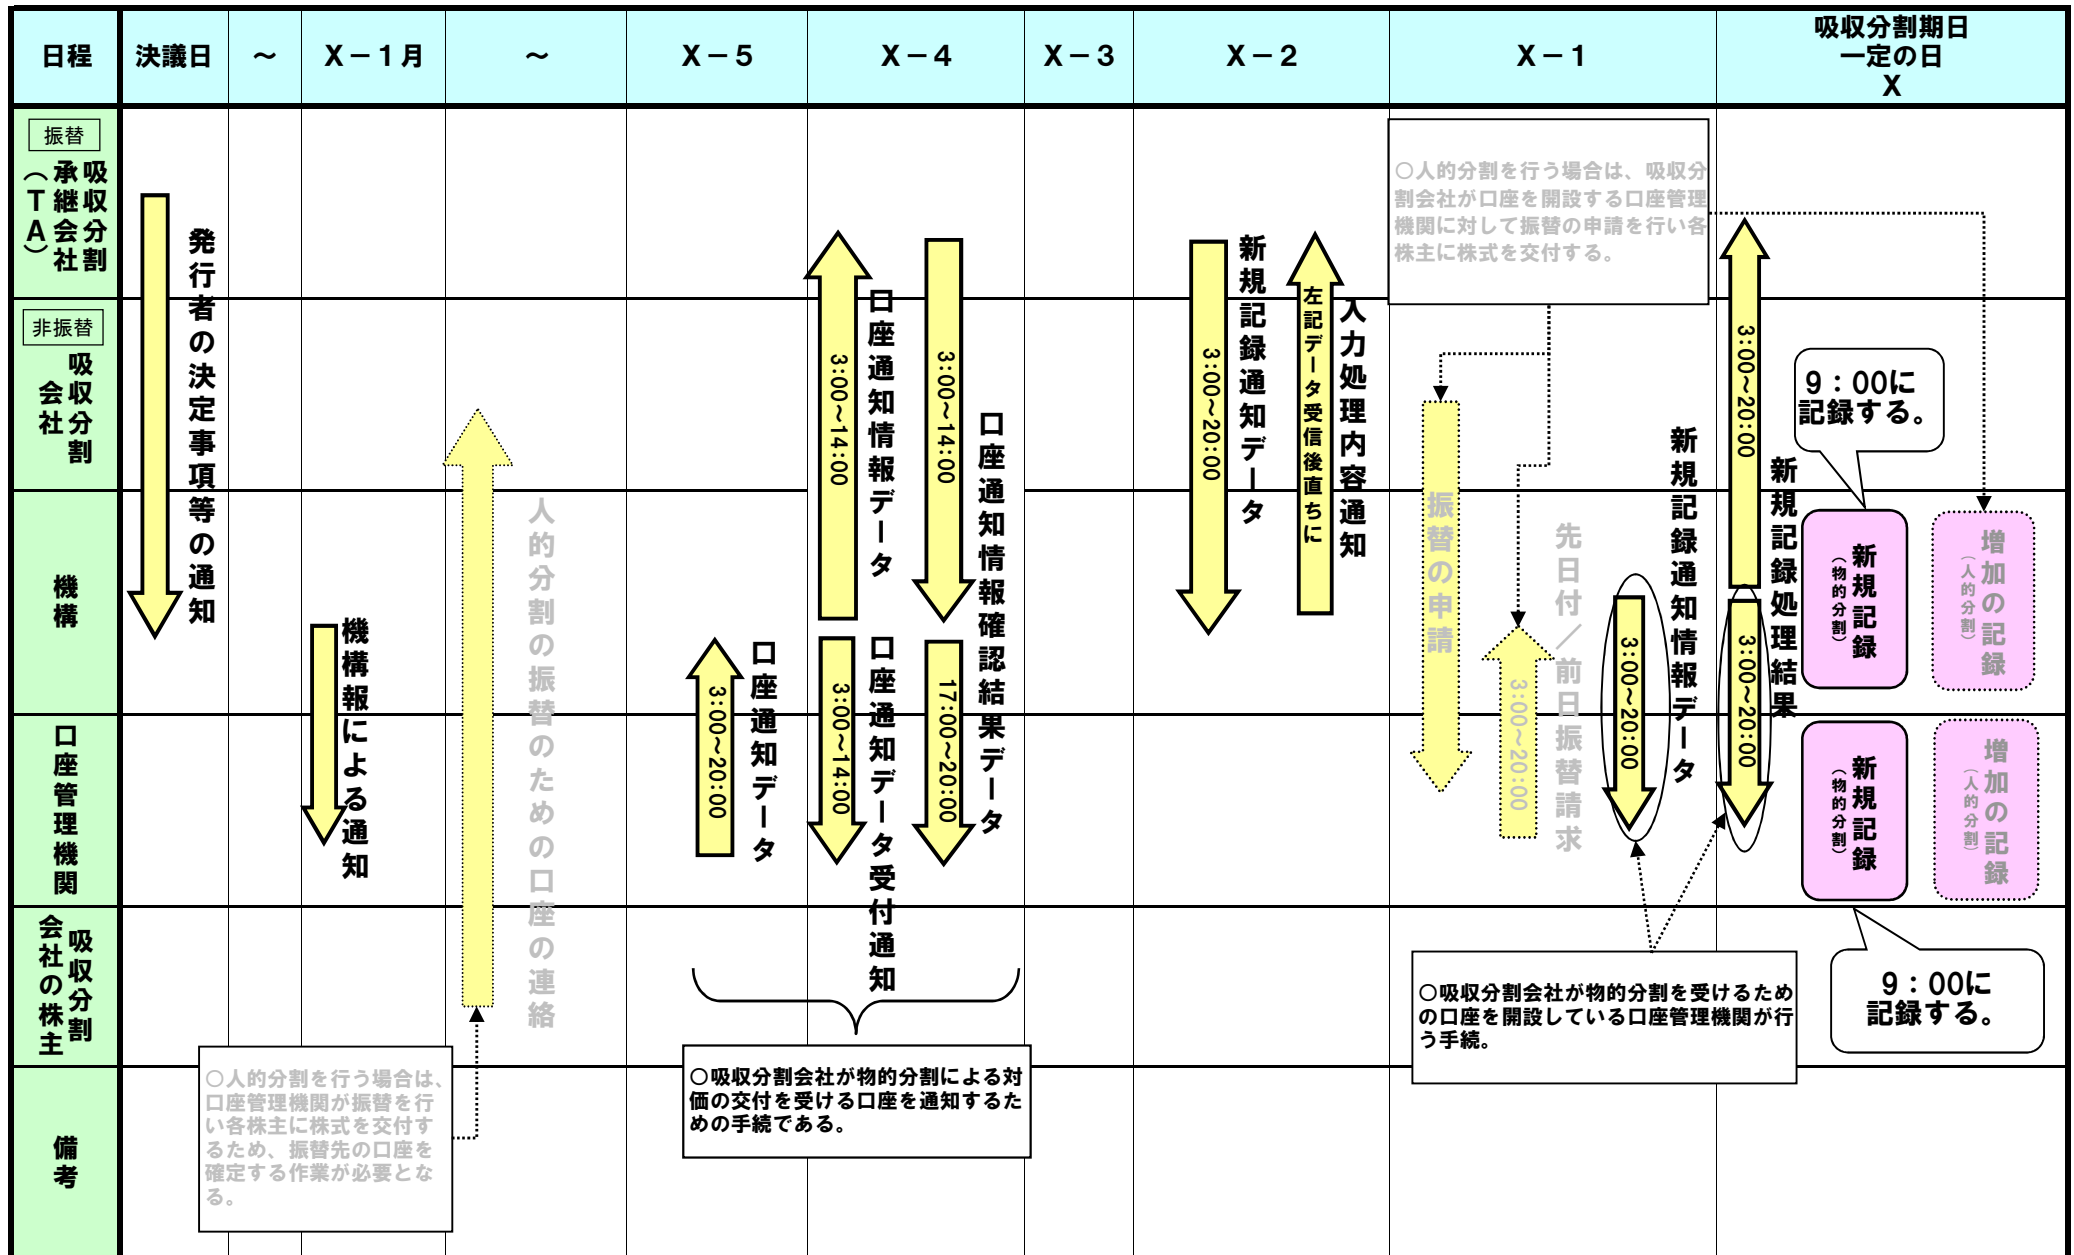 日程
決議日
～
X－1月
～
X－5
X－4
X－3
X－2
X－1
吸収分割期日
一定の日
X
振替
吸収分割
承継会社
（TA）
非振替
吸収分割
会社
機構
口座管理機関
吸収分割
会社の株主
備考
発行者の決定事項等の通知
機構報による通知
人的分割の振替のための口座の連絡
○人的分割を行う場合は、
口座管理機関が振替を行
い各株主に株式を交付す
るため、振替先の口座を
確定する作業が必要とな
る。
3:00～20:00
口座通知データ
3:00～14:00
口座通知情報データ
3:00～14:00
口座通知データ受付通知
3:00～14:00
17:00～20:00
口座通知情報確認結果データ
○吸収分割会社が物的分割による対
価の交付を受ける口座を通知するた
めの手続である。
3:00～20:00
新規記録通知データ
左記データ受信後直ちに
入力処理内容通知
○人的分割を行う場合は、吸収分
割会社が口座を開設する口座管理
機関に対して振替の申請を行い各
株主に株式を交付する。
振替の申請
3:00～20:00
先日付／前日振替請求
3:00～20:00
新規記録通知情報データ
3:00～20:00
3:00～20:00
新規記録処理結果
○吸収分割会社が物的分割を受けるため
の口座を開設している口座管理機関が行
う手続。
9：00に
記録する。
新規記録
（物的分割）
増加の記録
（人的分割）
新規記録
（物的分割）
増加の記録
（人的分割）
9：00に
記録する。